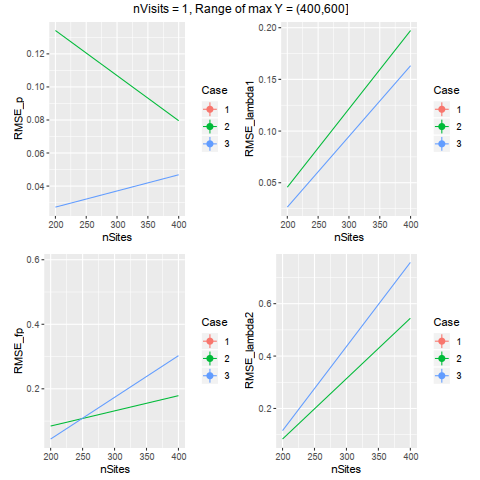 nVisits = 1, Range of max Y = (400,600]
RMSE_p
0.12
0.10
0.08
0.06
0.04
200 250 300 350 400
nSites
Case
1
2
3
RMSE_lambda1
0.20
0.15
0.10
0.05
200 250 300 350 400
nSites
Case
1
2
3
RMSE_fp
0.6
0.4
0.2
200 250 300 350 400
nSites
Case
1
2
3
RMSE_lambda2
0.6
0.4
0.2
200 250 300 350 400
nSites
Case
1
2
3